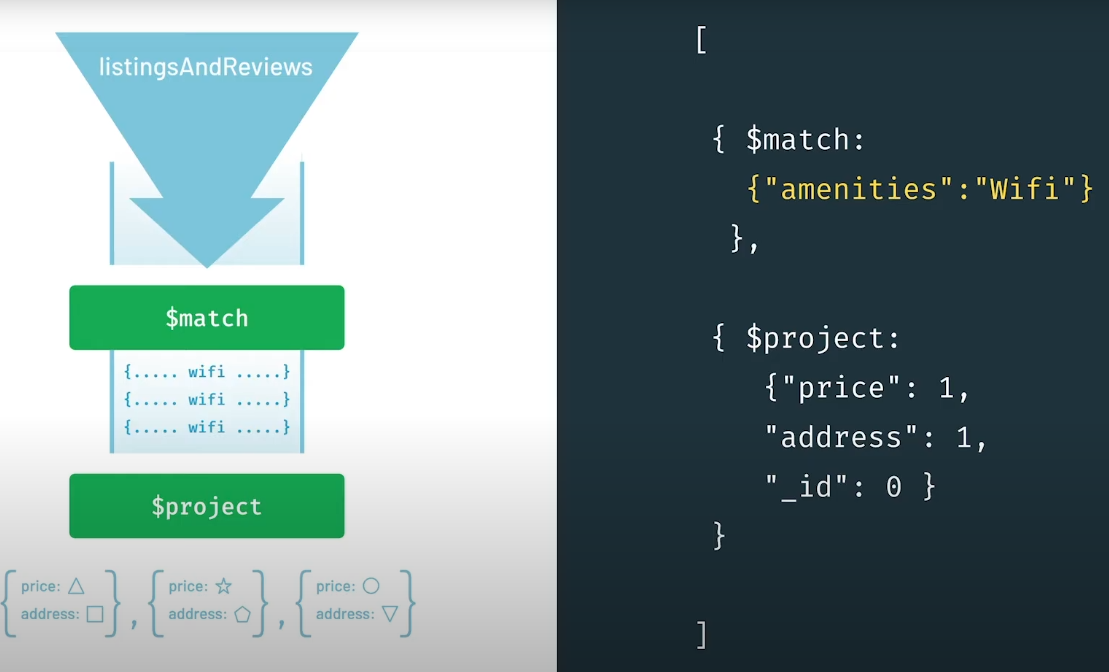 listingsAndReviews
$match
{..... wifi .....}
{..... wifi .....}
{..... wifi .....}
$project
{price: △ address: □}, {price: ☆ address: ⬠}, {price: ○ address: ▽}
[
{ $match:
{"amenities":"Wifi"}
},
{ $project:
{"price": 1,
"address": 1,
"_id": 0 }
}
]